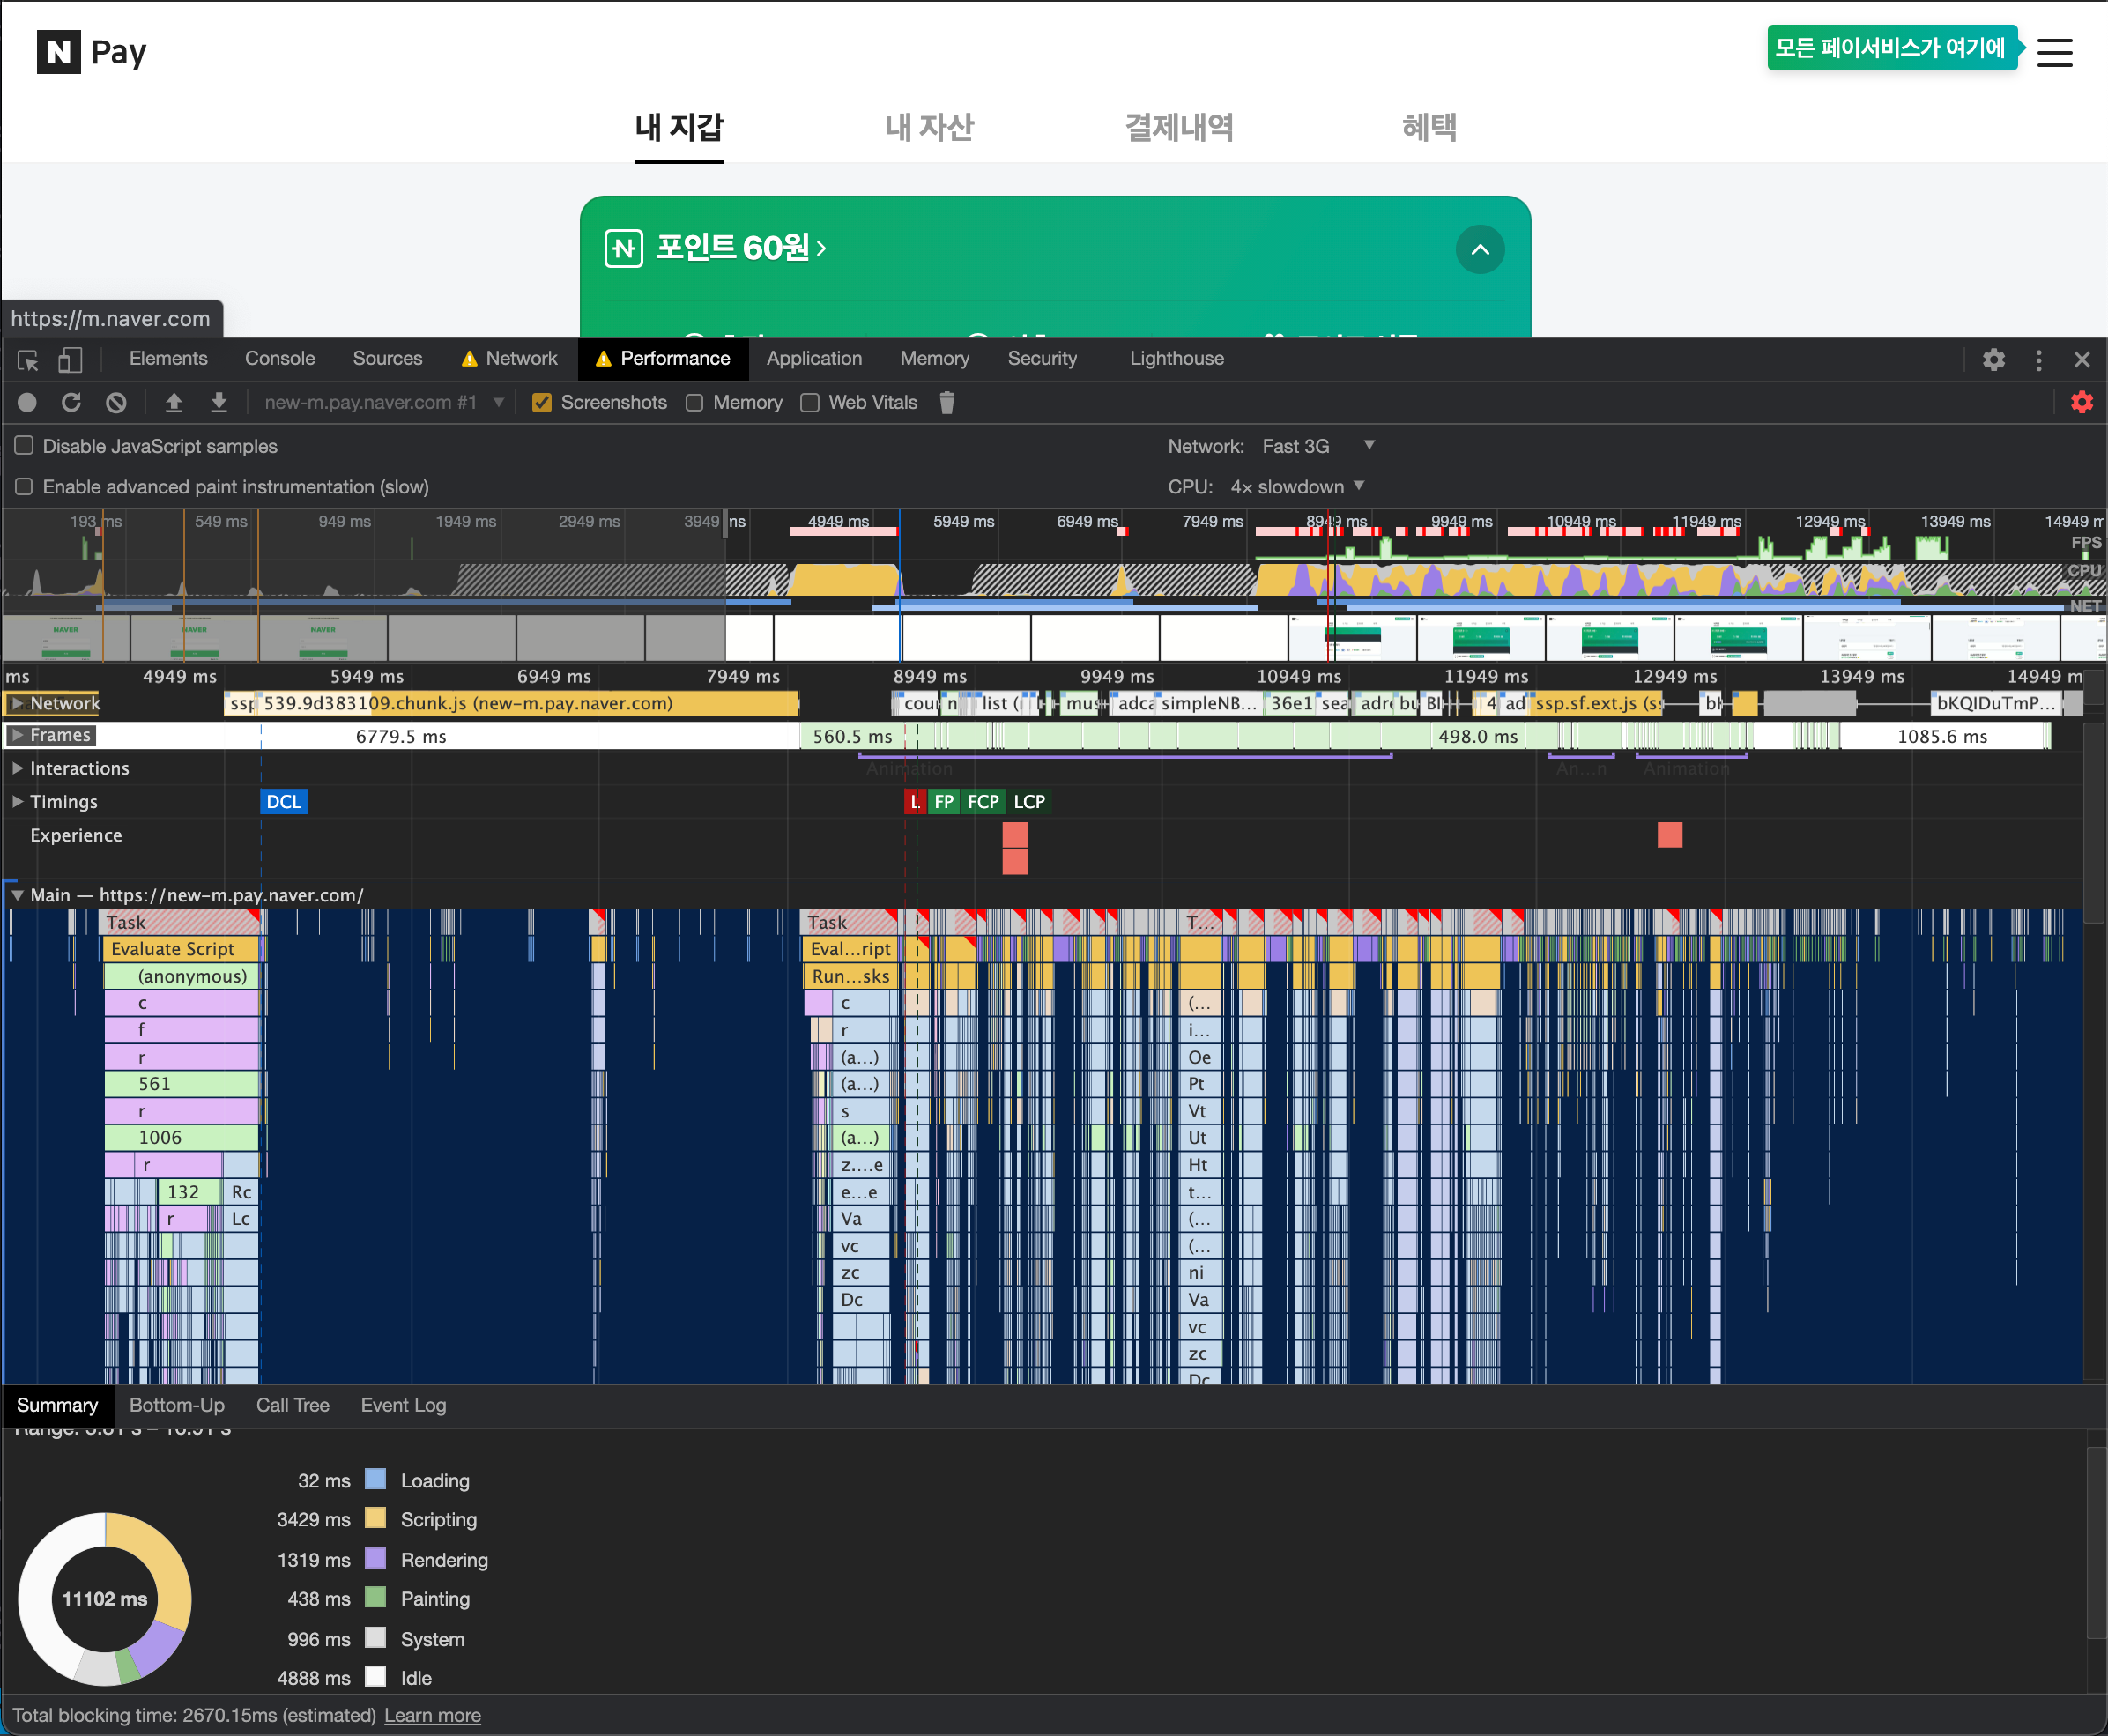 N Pay
모든 페이서비스가 여기에
내 지갑 내 자산 결제내역 혜택
포인트 60원
https://m.naver.com
Elements Console Sources Network Performance Application Memory Security Lighthouse
new-m.pay.naver.com #1 Screenshots Memory Web Vitals
Disable JavaScript samples Network: Fast 3G
Enable advanced paint instrumentation (slow) CPU: 4× slowdown
193 ms 549 ms 949 ms 1949 ms 2949 ms 3949 ns 4949 ms 5949 ms 6949 ms 7949 ms 8949 ms 9949 ms 10949 ms 11949 ms 12949 ms 13949 ms 14949 m
FPS
CPU
NET
NAVER NAVER NAVER
ms 4949 ms 5949 ms 6949 ms 7949 ms 8949 ms 9949 ms 10949 ms 11949 ms 12949 ms 13949 ms 14949 m
Network ssp 539.9d383109.chunk.js (new-m.pay.naver.com) cour n list ( mus adca simpleNB... 36e1 sea adre bu Bl 4 ad ssp.sf.ext.js (ss bl bKQIDuTmP...
Frames 6779.5 ms 560.5 ms 498.0 ms 1085.6 ms
Interactions Animation An...n Animation
Timings DCL L. FP FCP LCP
Experience
Main — https://new-m.pay.naver.com/
Task Task T...
Evaluate Script Eval...ript
(anonymous) Run...sks
c c (...
f r i...
r (a...) Oe
561 (a...) Pt
r s Vt
1006 (a...) Ut
r z....e Ht
132 Rc e...e t...
r Lc Va (...
vc (...
zc ni
Dc Va
vc
zc
Dc
Summary Bottom-Up Call Tree Event Log
32 ms Loading
3429 ms Scripting
1319 ms Rendering
11102 ms
438 ms Painting
996 ms System
4888 ms Idle
Total blocking time: 2670.15ms (estimated) Learn more